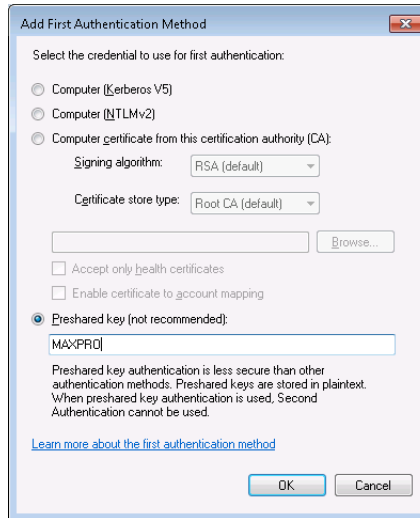 Add First Authentication Method
Select the credential to use for first authentication:
Computer (Kerberos V5)
Computer (NTLMv2)
Computer certificate from this certification authority (CA):
Signing algorithm: RSA (default)
Certificate store type: Root CA (default)
Browse...
Accept only health certificates
Enable certificate to account mapping
Preshared key (not recommended):
MAXPRO
Preshared key authentication is less secure than other
authentication methods. Preshared keys are stored in plaintext.
When preshared key authentication is used, Second
Authentication cannot be used.
Learn more about the first authentication method
OK Cancel